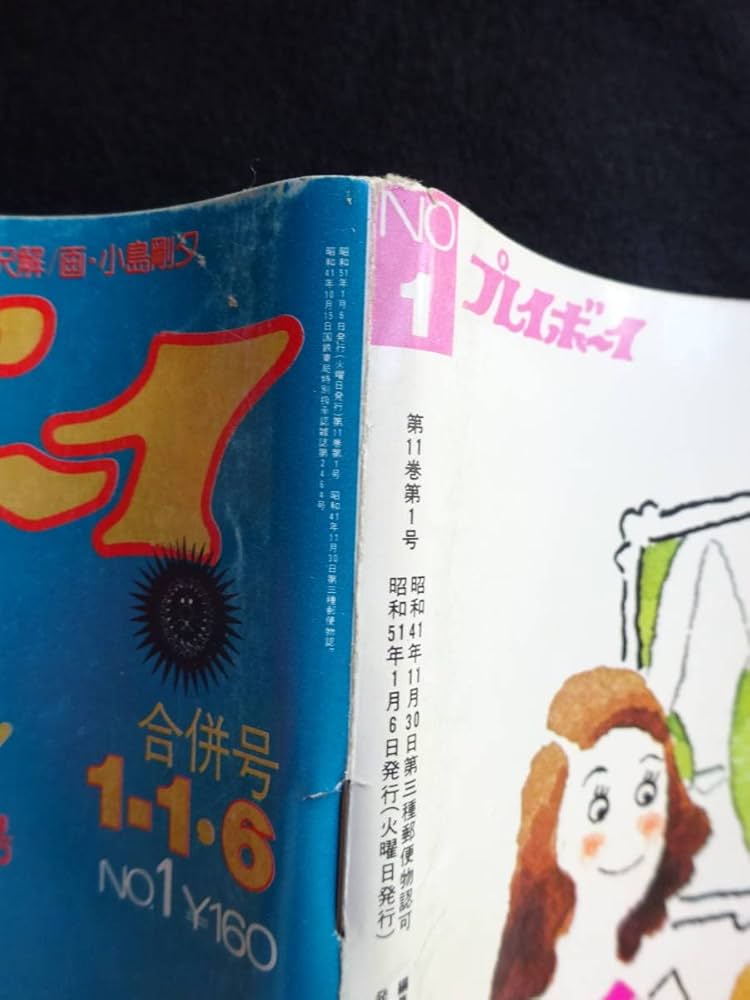 沢解/画・小島剛夕
昭和51年1月6日発行(火曜日発行)第11巻第1号 昭和41年11月30日第三種郵便物認可
昭和41年10月15日国鉄東局特別扱承認雑誌第2464号
合併号
1-1・6
NO.1 ¥160
NO
1
プレイボーイ
第11巻第1号 昭和41年11月30日第三種郵便物認可
昭和51年1月6日発行(火曜日発行)